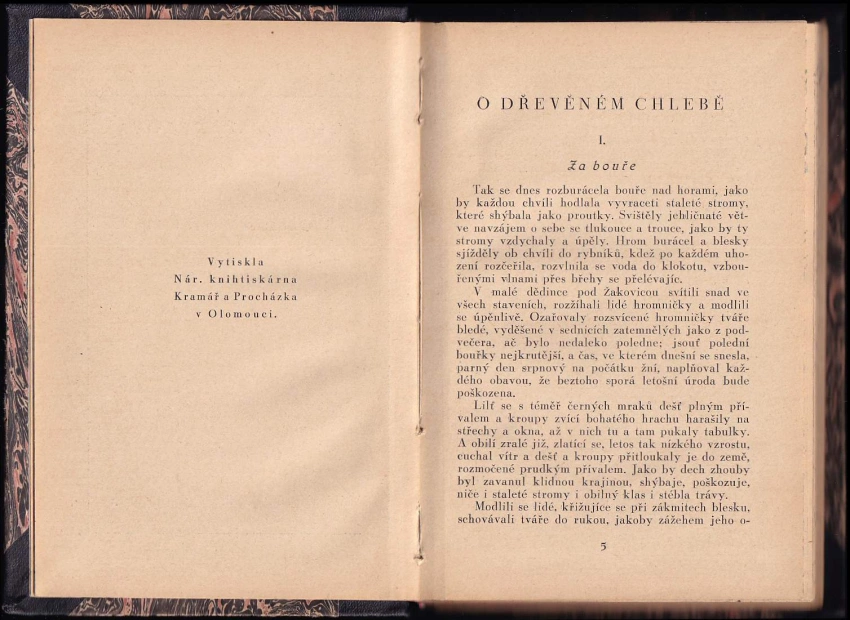 Vytiskla
Nár. knihtiskárna
Kramář a Procházka
v Olomouci.
O DŘEVĚNÉM CHLEBĚ
I.
Za bouře
Tak se dnes rozburácela bouře nad horami, jako
by každou chvíli hodlala vyvraceti staleté stromy,
které shýbala jako proutky. Svištěly jehličnaté vět-
ve navzájem o sebe se tlukouce a trouce, jako by ty
stromy vzdychaly a úpěly. Hrom burácel a blesky
sjížděly ob chvíli do rybníků, kdež po každém uho-
zení rozčeřila, rozvlnila se voda do klokotu, vzbou-
řenými vlnami přes břehy se přelévajíc.
V malé dědince pod Žakovicou svítili snad ve
všech staveních, rozžíhali lidé hromničky a modlili
se úpěnlivě. Ozařovaly rozsvícené hromničky tváře
bledé, vyděšené v sednicích zatemnělých jako z pod-
večera, ač bylo nedaleko poledne; jsouť polední
bouřky nejkrutější, a čas, ve kterém dnešní se snesla,
parný den srpnový na počátku žní, naplňoval kaž-
dého obavou, že beztoho sporá letošní úroda bude
poškozena.
Lilť se s téměř černých mraků dešť plným pří-
valem a kroupy zvící bohatého hrachu harašily na
střechy a okna, až v nich tu a tam pukaly tabulky.
A obilí zralé již, zlatící se, letos tak nízkého vzrostu,
cuchal vítr a dešť a kroupy přitloukaly je do země,
rozmočené prudkým přívalem. Jako by dech zhouby
byl zavanul klidnou krajinou, shýbaje, poškozuje,
niče i staleté stromy i obilný klas i stébla trávy.
Modlili se lidé, křižujíce se při zákmitech blesku,
schovávali tváře do rukou, jakoby zážehem jeho o-
5